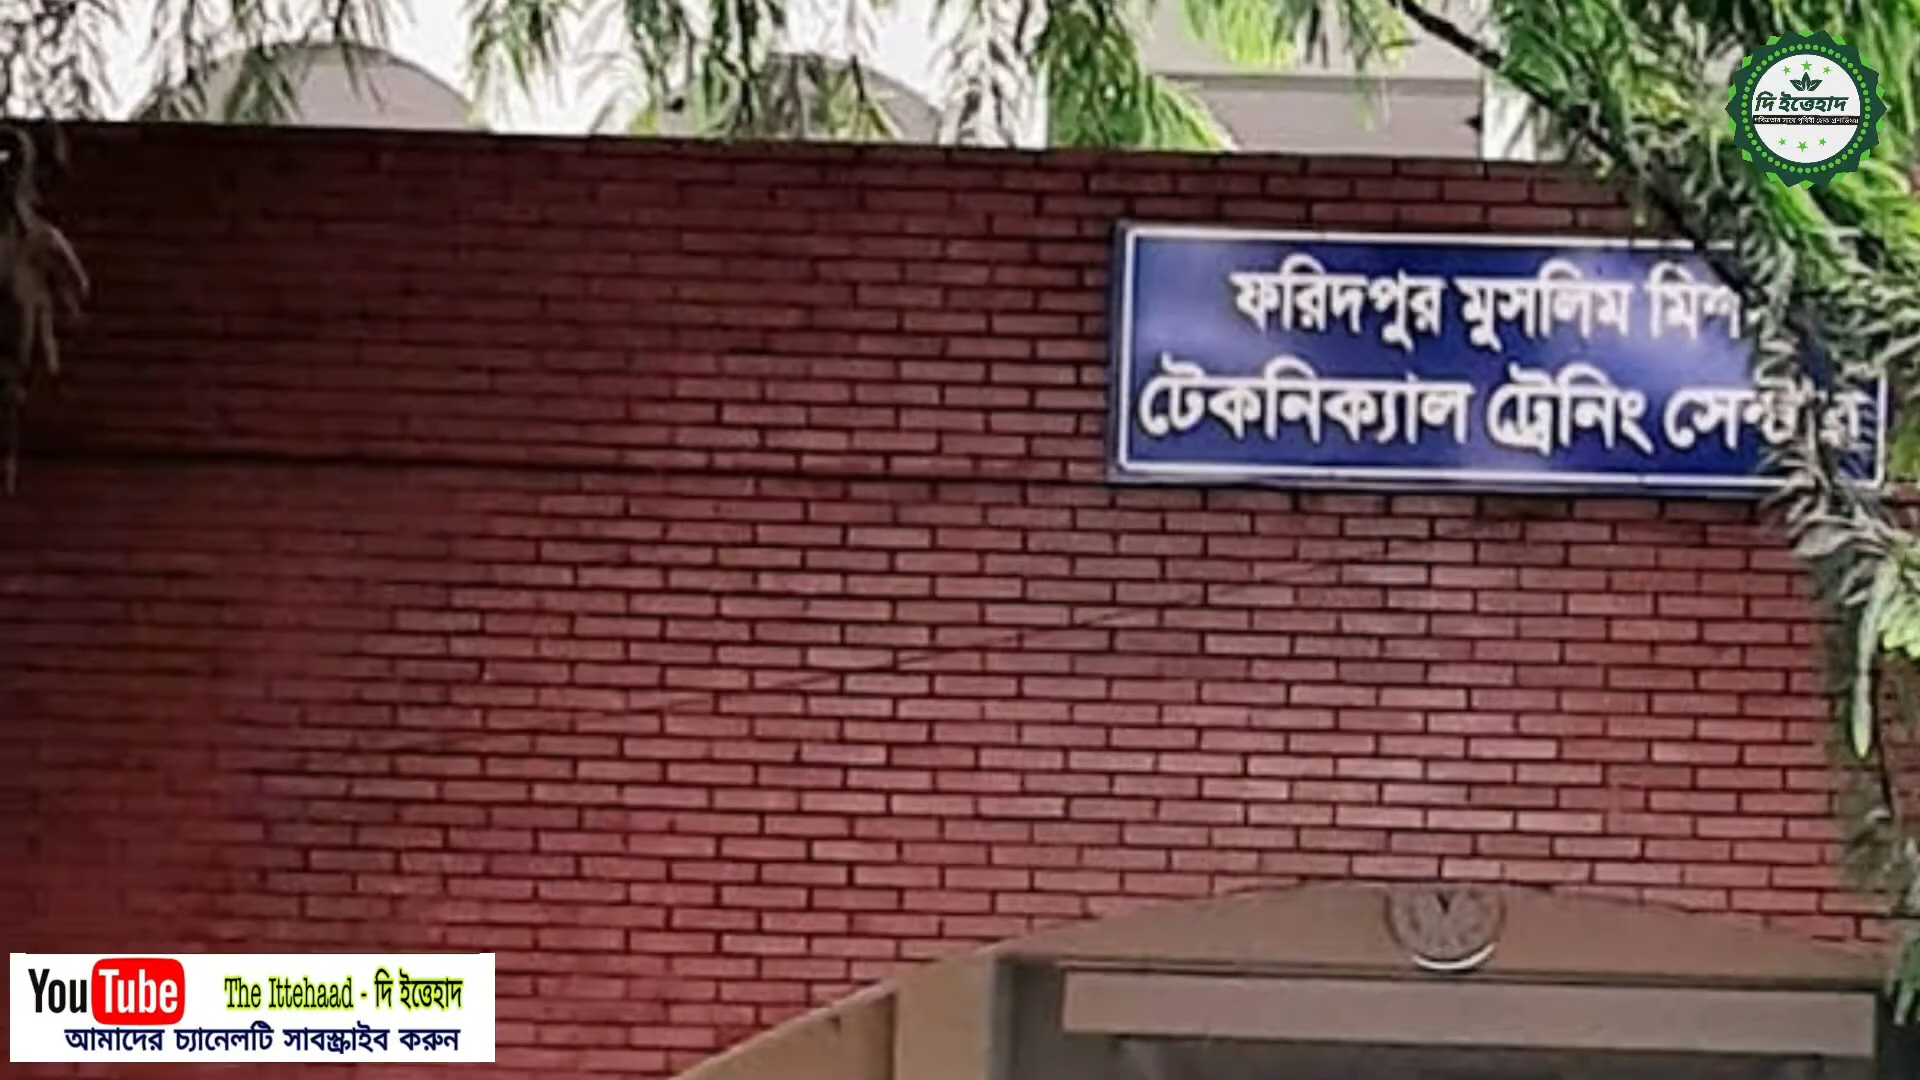 দি ইত্তেহাদ
ফরিদপুর মুসলিম
টেকনিক্যাল ট্রেনিং সেন্টার
YouTube The Ittehaad - দি ইত্তেহাদ
আমাদের চ্যানেলটি সাবস্ক্রাইব করুন